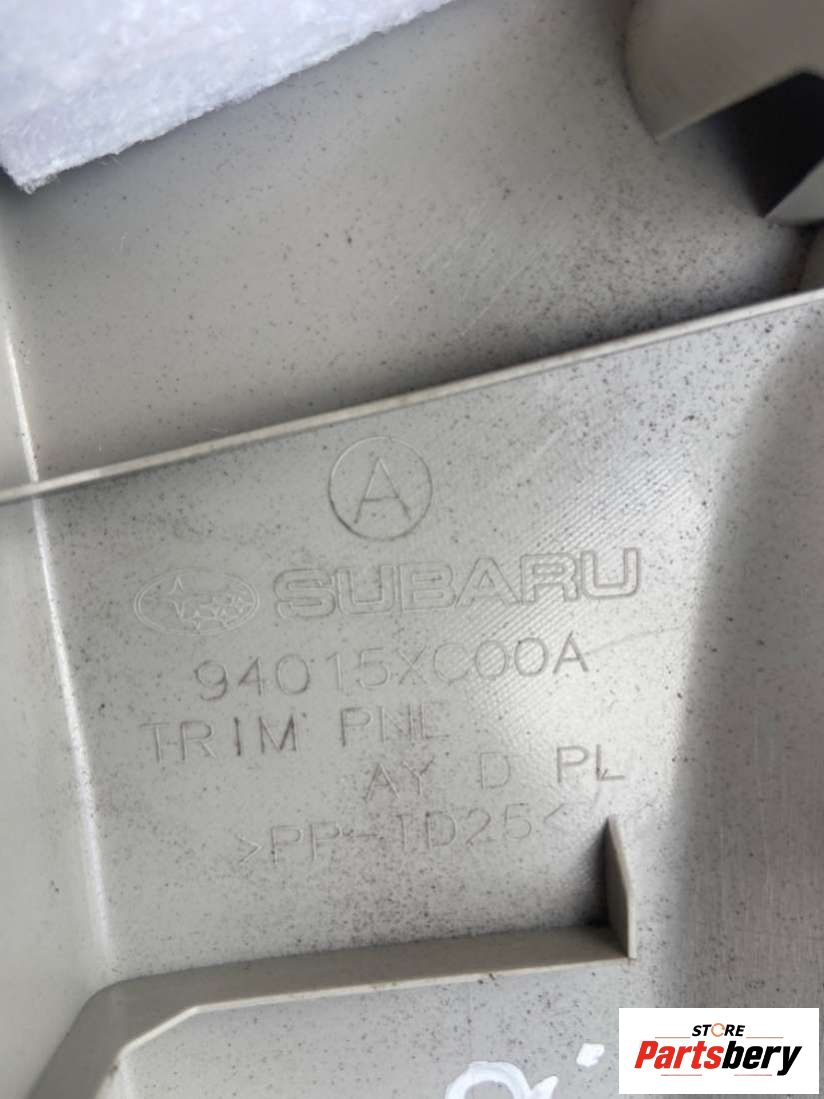 A
SUBARU
94015XC00A
TRIM PNL
AY D PL
>PP-TD25<
STORE
Partsbery